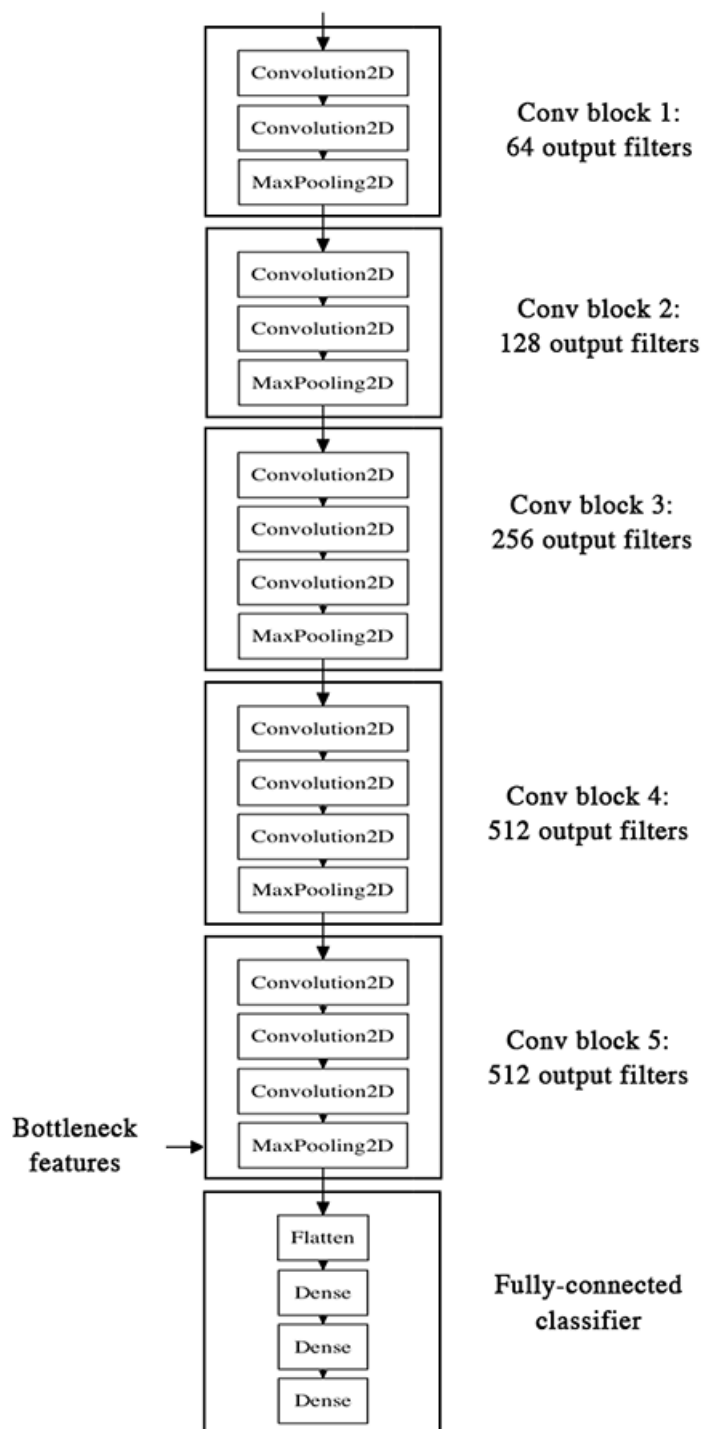 Convolution2D
Convolution2D
MaxPooling2D
Conv block 1:
64 output filters
Convolution2D
Convolution2D
MaxPooling2D
Conv block 2:
128 output filters
Convolution2D
Convolution2D
Convolution2D
MaxPooling2D
Conv block 3:
256 output filters
Convolution2D
Convolution2D
Convolution2D
MaxPooling2D
Conv block 4:
512 output filters
Convolution2D
Convolution2D
Convolution2D
MaxPooling2D
Conv block 5:
512 output filters
Bottleneck
features
Flatten
Dense
Dense
Dense
Fully-connected
classifier